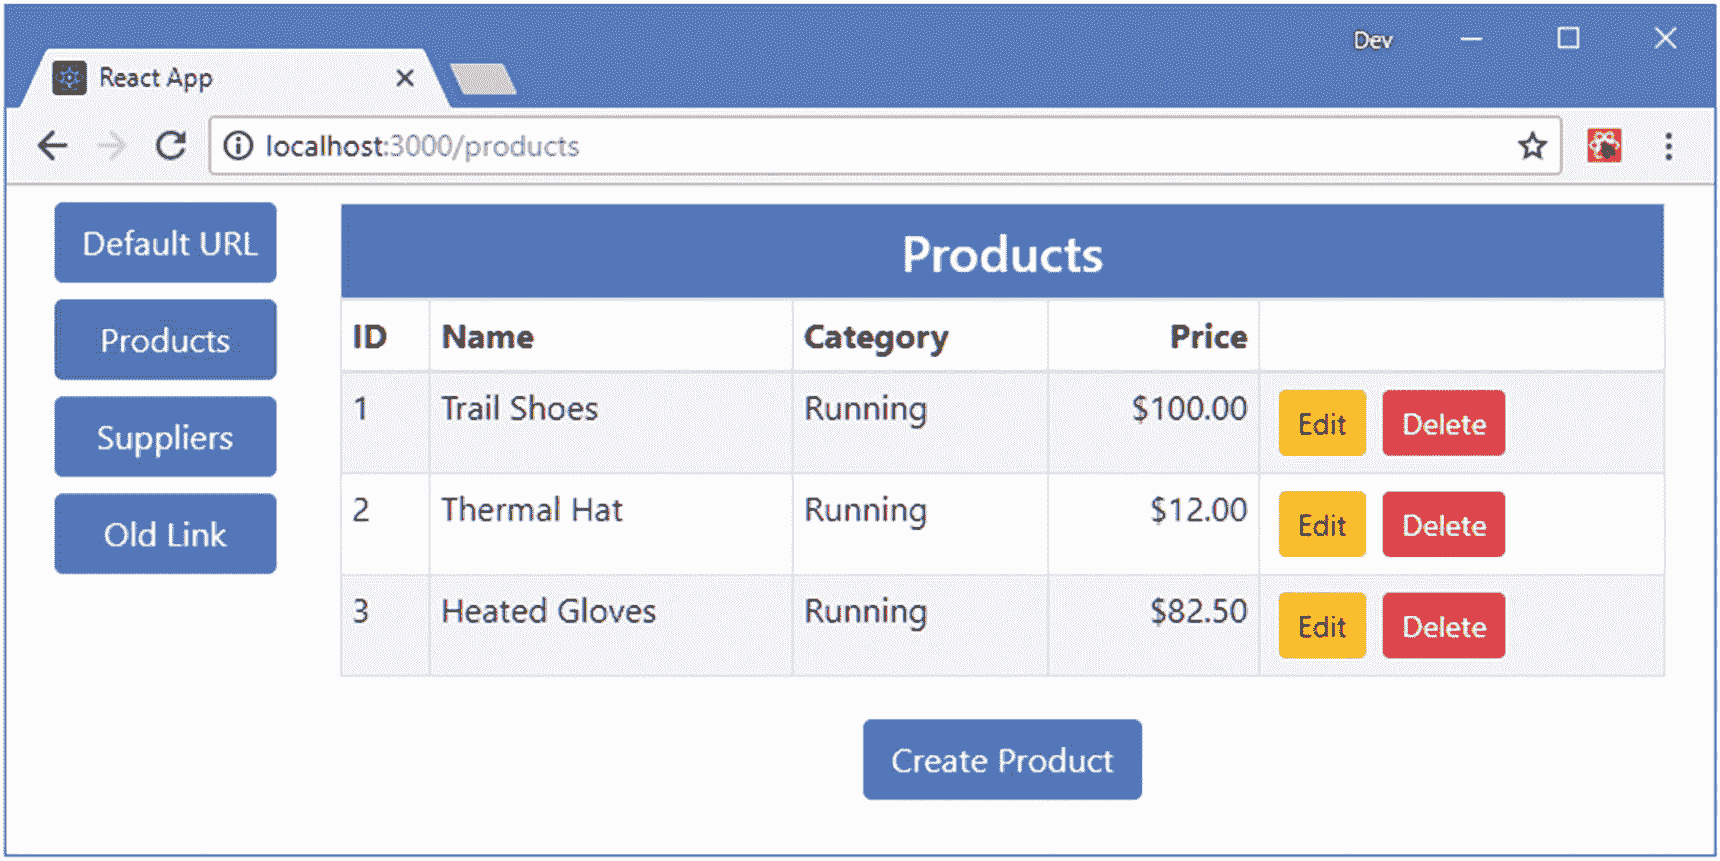 Dev
React App
localhost:3000/products
Default URL
Products
Suppliers
Old Link
Products
ID Name Category Price
1 Trail Shoes Running $100.00 Edit Delete
2 Thermal Hat Running $12.00 Edit Delete
3 Heated Gloves Running $82.50 Edit Delete
Create Product